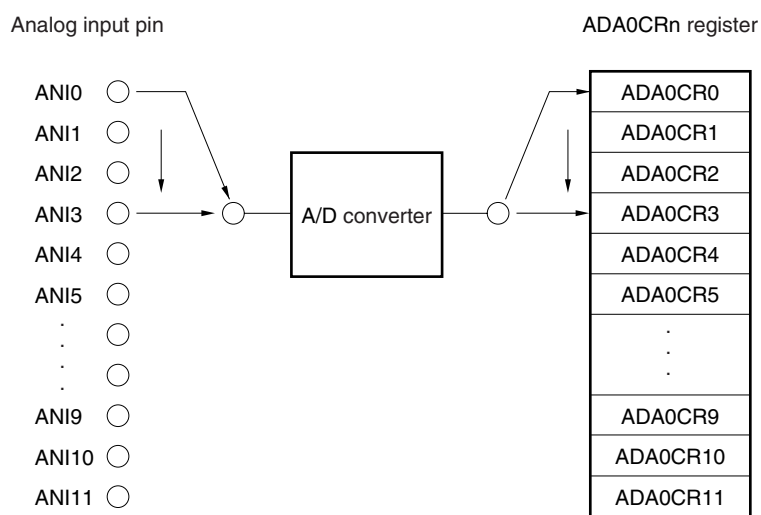 Analog input pin
ADA0CRn register
ANI0
ANI1
ANI2
ANI3
ANI4
ANI5
.
.
.
.
ANI9
ANI10
ANI11
A/D converter
ADA0CR0
ADA0CR1
ADA0CR2
ADA0CR3
ADA0CR4
ADA0CR5
.
.
.
ADA0CR9
ADA0CR10
ADA0CR11